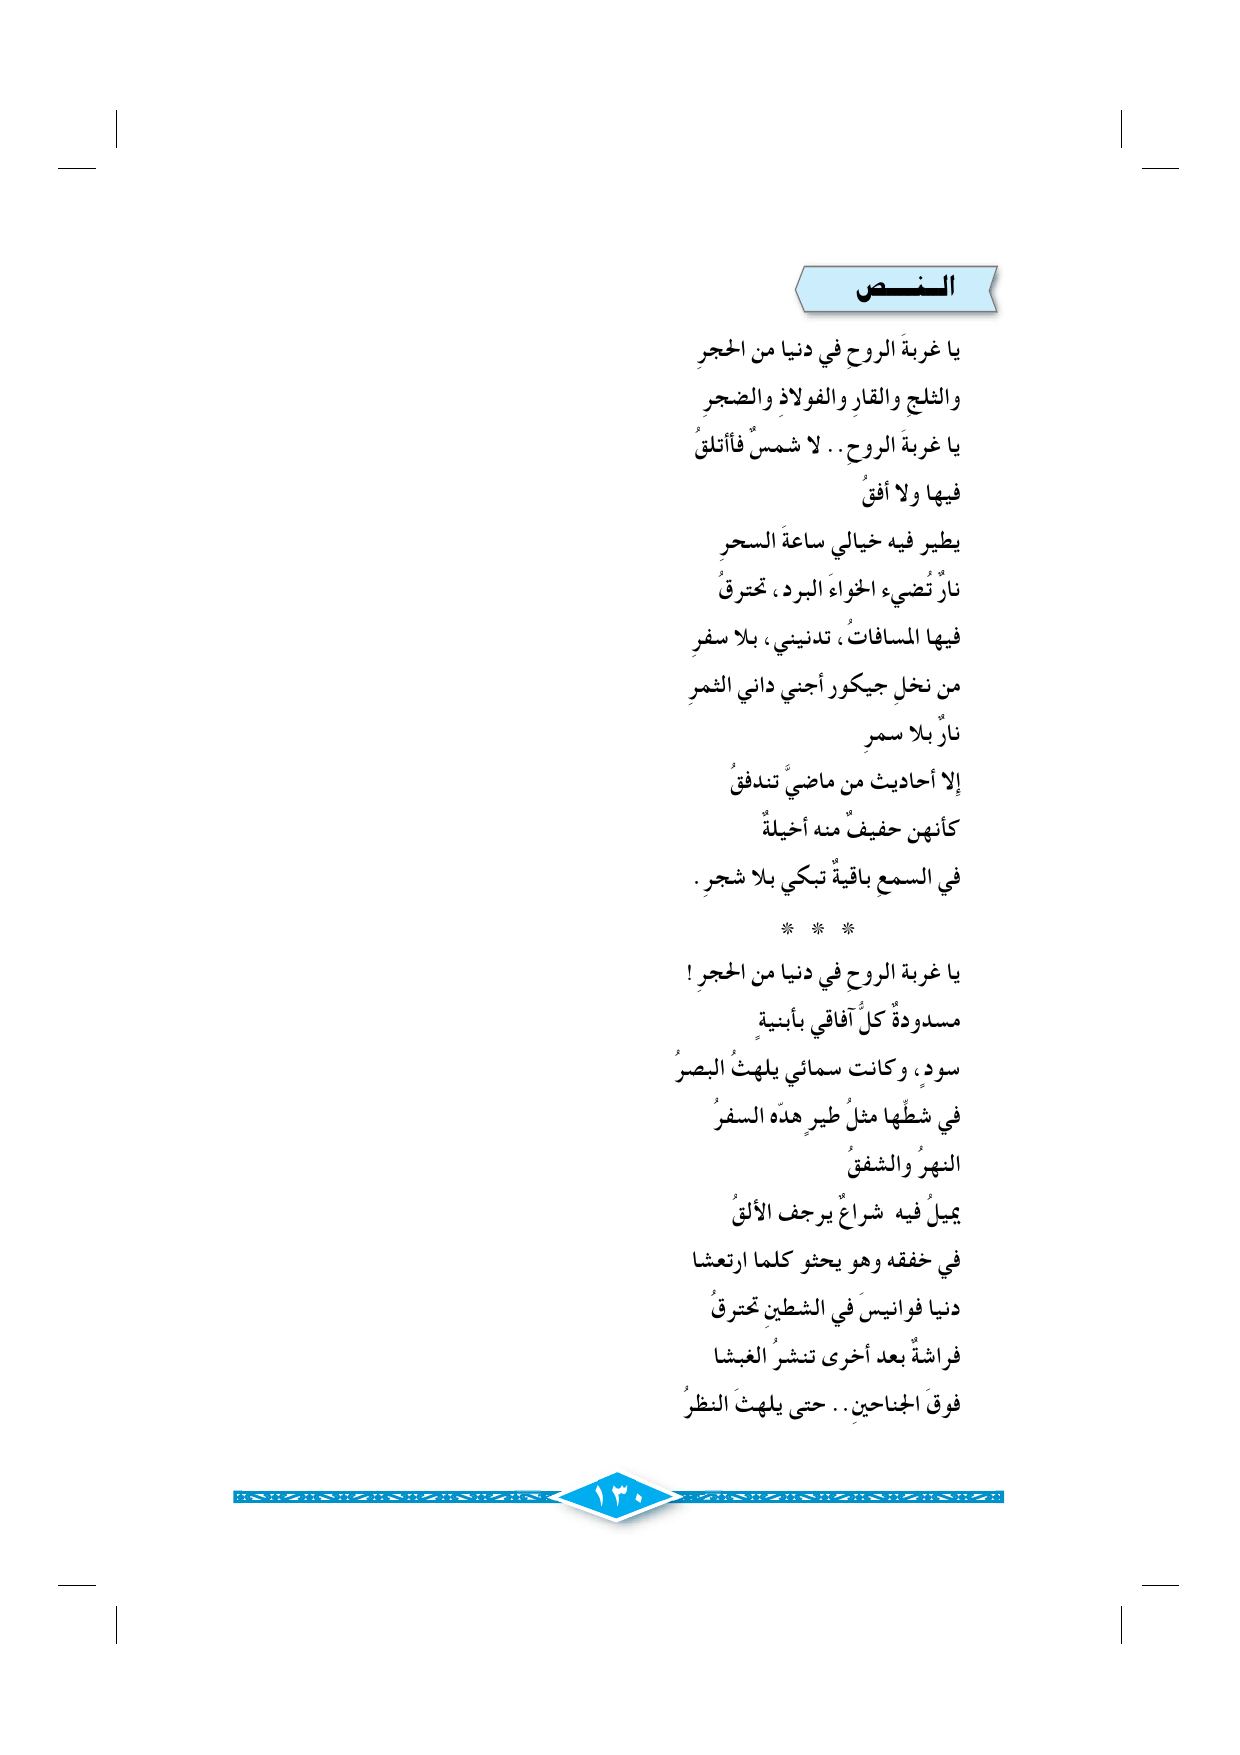 الـنـــص
يا غربةَ الروحِ في دنيا من الحجرِ
والثلجِ والقارِ والفولاذِ والضجرِ
يا غربةَ الروحِ.. لا شمسٌ فأأتلقُ
فيها ولا أفقُ
يطير فيه خيالي ساعةَ السحرِ
نارٌ تُضيء الخواءَ البرد، تحترقُ
فيها المسافاتُ، تدنيني، بلا سفرِ
من نخلِ جيكور أجني داني الثمرِ
نارٌ بلا سمرِ
إلا أحاديث من ماضيَّ تندفقُ
كأنهن حفيفٌ منه أخيلةٌ
في السمعِ باقيةٌ تبكي بلا شجرِ.
* * *
يا غربة الروحِ في دنيا من الحجرِ!
مسدودةٌ كلُّ آفاقي بأبنيةٍ
سودٍ، وكانت سمائي يلهثُ البصرُ
في شطِّها مثلُ طيرٍ هدّه السفرُ
النهرُ والشفقُ
يميلُ فيه شراعٌ يرجف الألقُ
في خفقه وهو يحثو كلما ارتعشا
دنيا فوانيسَ في الشطينِ تحترقُ
فراشةٌ بعد أخرى تنشرُ الغبشا
فوقَ الجناحينِ.. حتى يلهثَ النظرُ
١٣٠